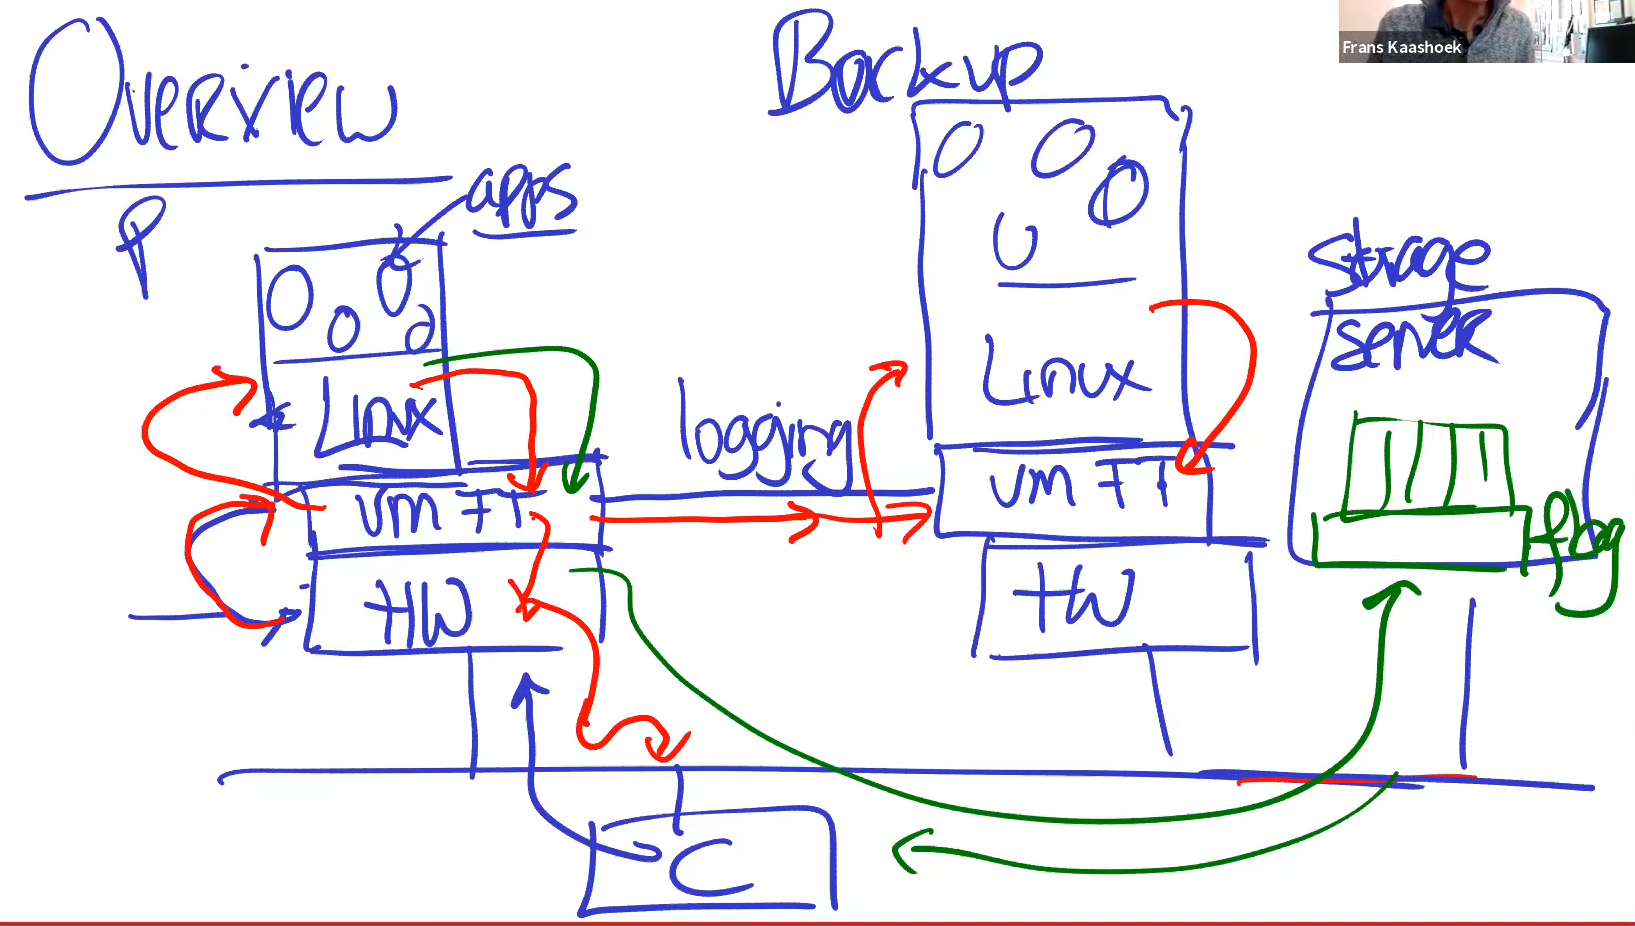 Overview
Backup
Frans Kaashoek
P
apps
Storage
server
Linux
logging
Linux
VM FT
VM FT
flag
HW
HW
C